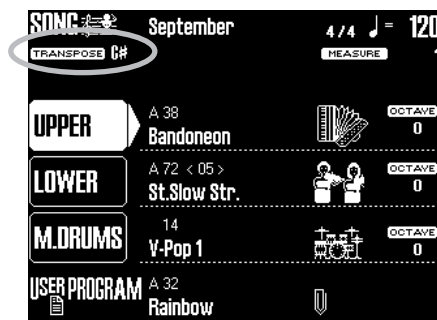 SONG September 4/4 = 120
TRANSPOSE C# MEASURE
UPPER A 38 Bandoneon OCTAVE 0
LOWER A 72 < 05 > St.Slow Str. OCTAVE 0
M.DRUMS 14 V-Pop 1 OCTAVE 0
USER PROGRAM A 32 Rainbow